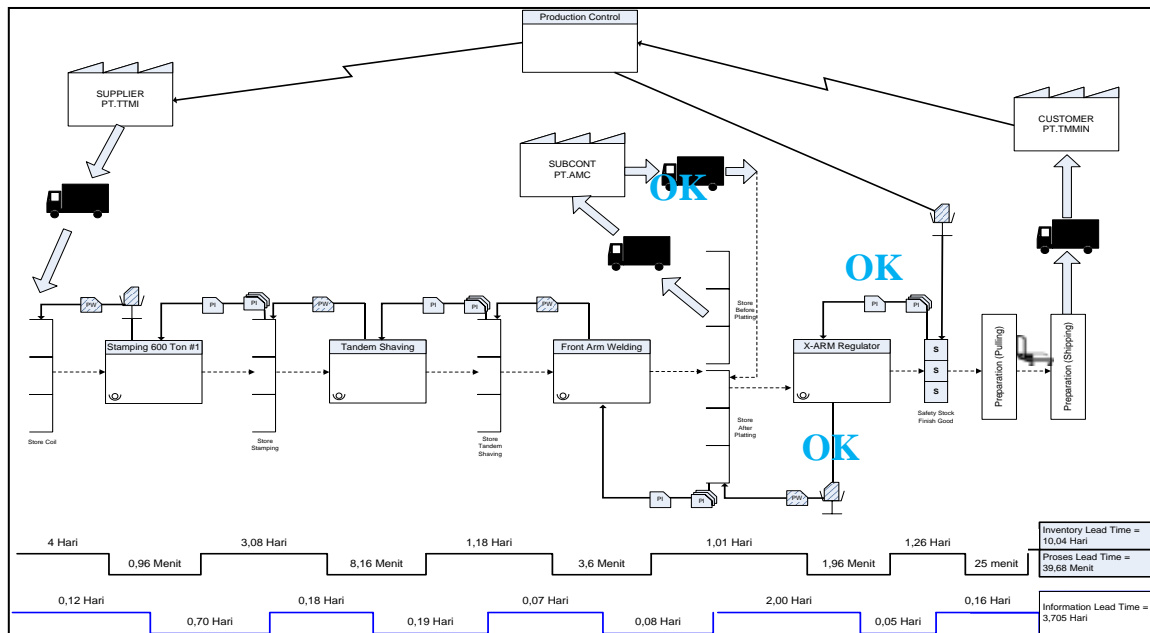 Production Control
SUPPLIER
PT.TTMI
CUSTOMER
PT.TMMIN
SUBCONT
PT.AMC
OK
OK
Store
Before
Platting
PW
PI
PI
PW
PI
PI
PW
PI
PI
Stamping 600 Ton #1
Tandem Shaving
Front Arm Welding
X-ARM Regulator
S
S
S
Preparation (Pulling)
Preparation (Shipping)
Store Coil
Store
Stamping
Store
Tandem
Shaving
Store
After
Platting
Safety Stock
Finish Good
OK
PI
PI
PW
4 Hari
3,08 Hari
1,18 Hari
1,01 Hari
1,26 Hari
0,96 Menit
8,16 menit
3,6 Menit
1,96 Menit
25 menit
Inventory Lead Time =
10,04 Hari
Proses Lead Time =
39,68 Menit
0,12 Hari
0,18 Hari
0,07 Hari
2,00 Hari
0,16 Hari
0,70 Hari
0,19 Hari
0,08 Hari
0,05 Hari
Information Lead Time =
3,705 Hari